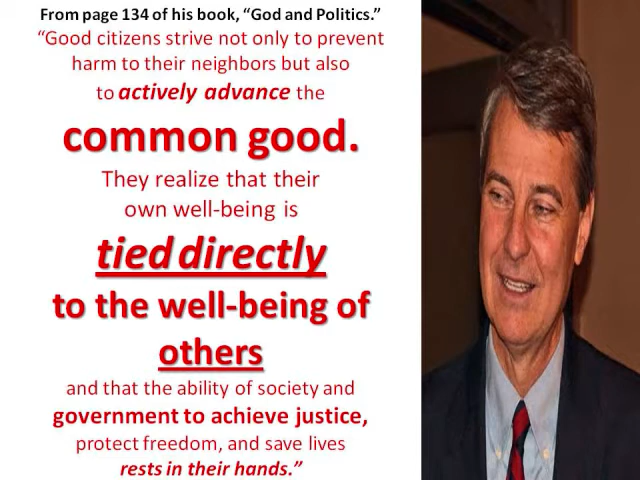 From page 134 of his book, “God and Politics.”
“Good citizens strive not only to prevent
harm to their neighbors but also
to actively advance the
common good.
They realize that their
own well-being is
tied directly
to the well-being of
others
and that the ability of society and
government to achieve justice,
protect freedom, and save lives
rests in their hands.”